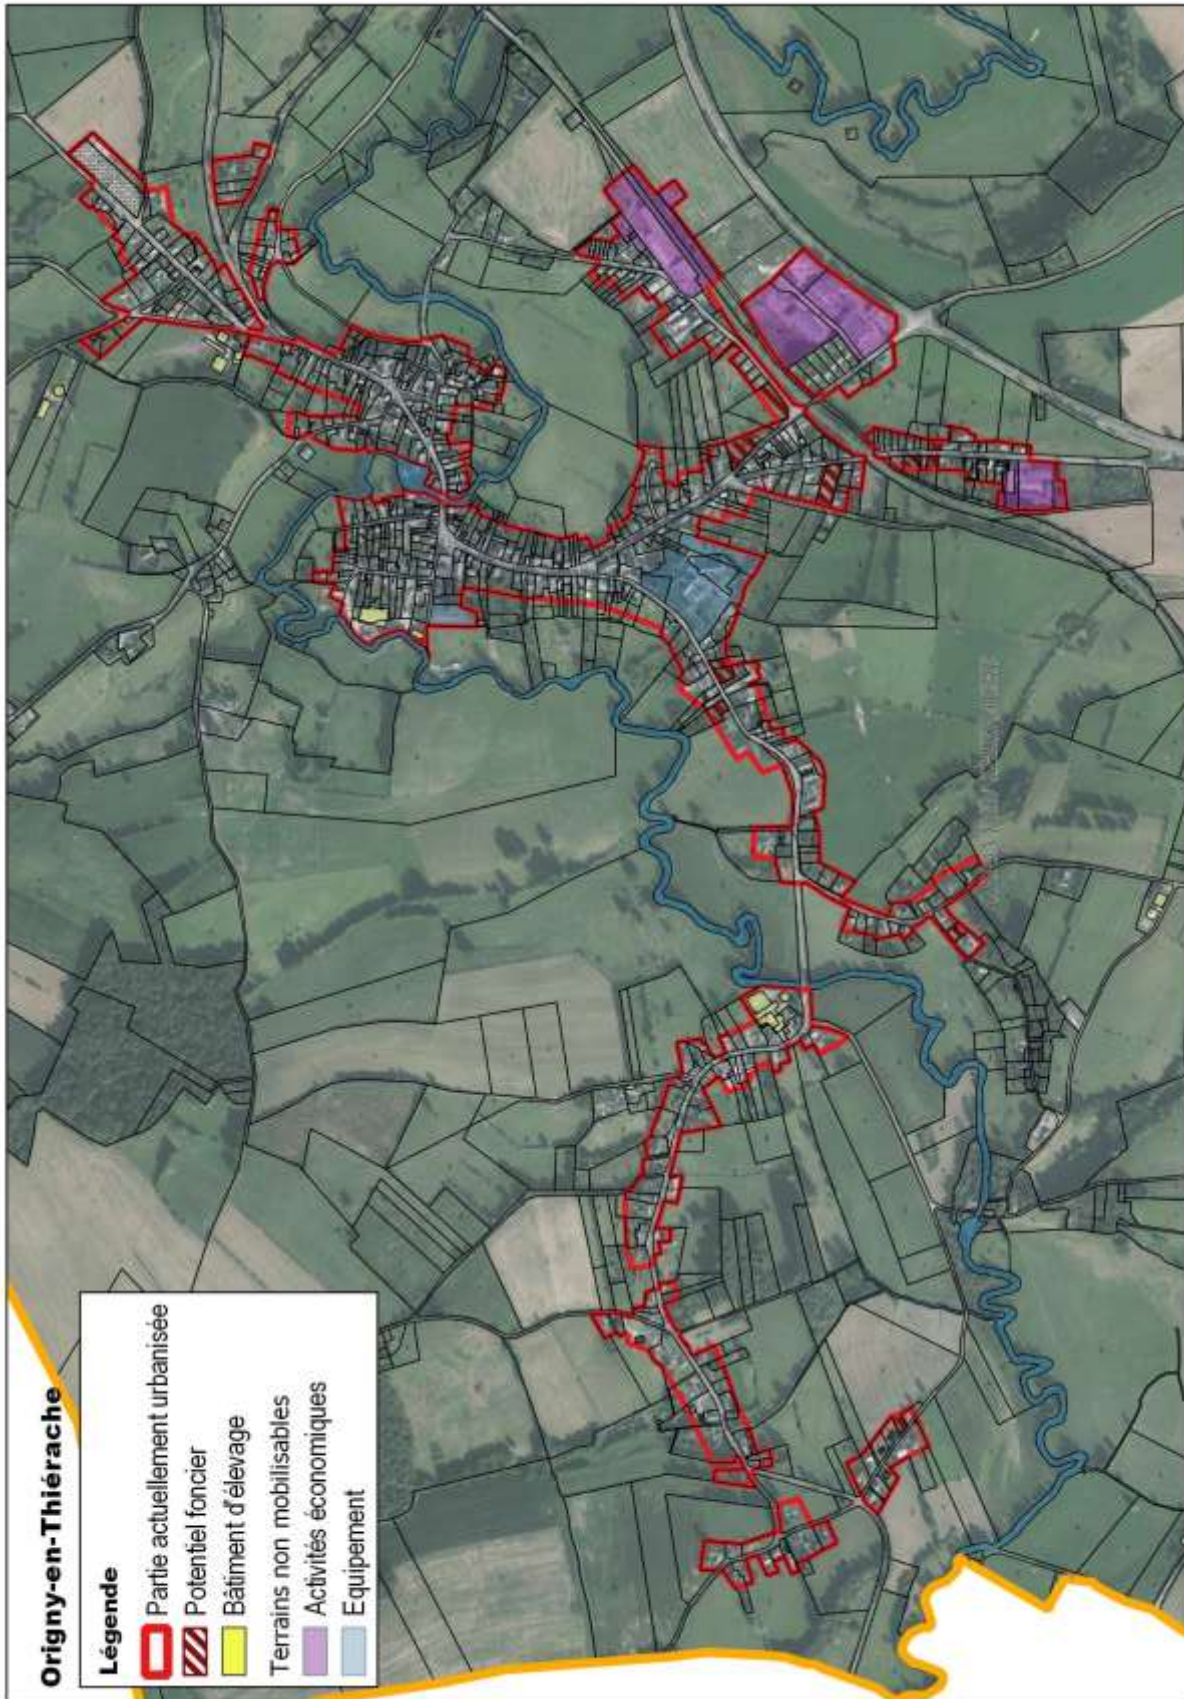 Origny-en-Thiérache
Légende
Partie actuellement urbanisée
Potentiel foncier
Bâtiment d'élevage
Terrains non mobilisables
Activités économiques
Equipement